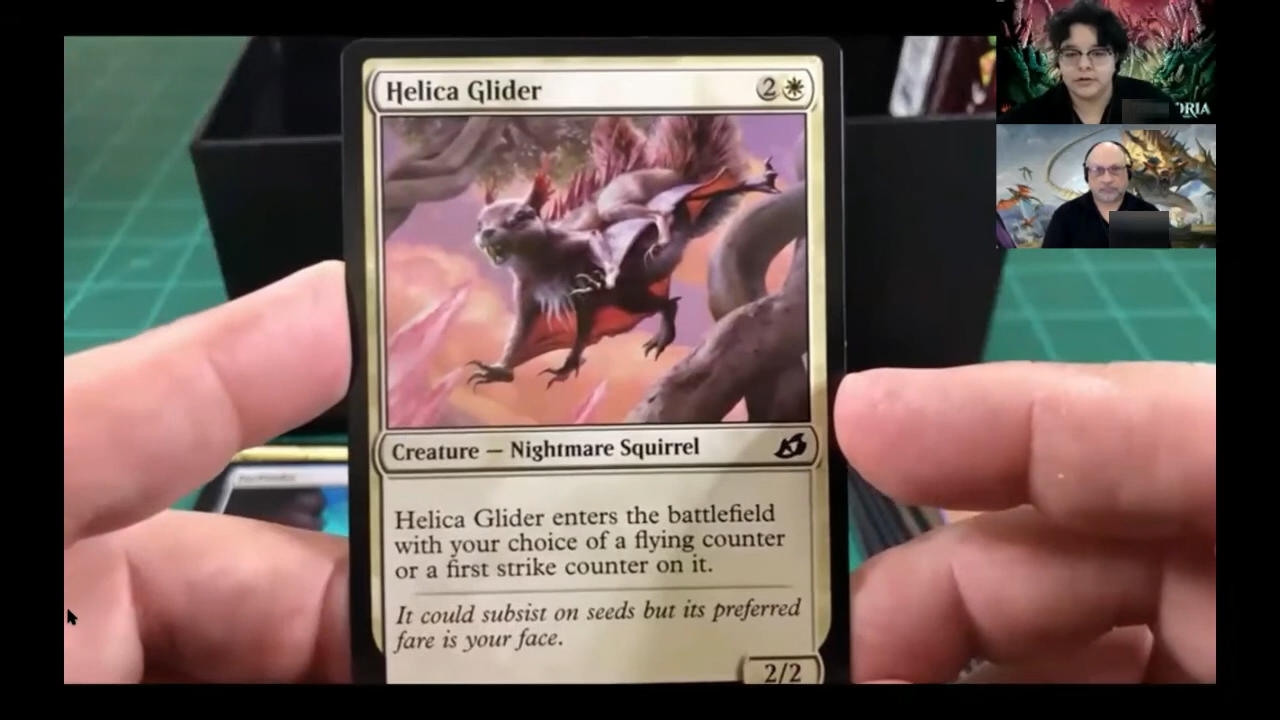 Helica Glider 2
Creature — Nightmare Squirrel
Helica Glider enters the battlefield
with your choice of a flying counter
or a first strike counter on it.
It could subsist on seeds but its preferred
fare is your face.
2/2
ORIA